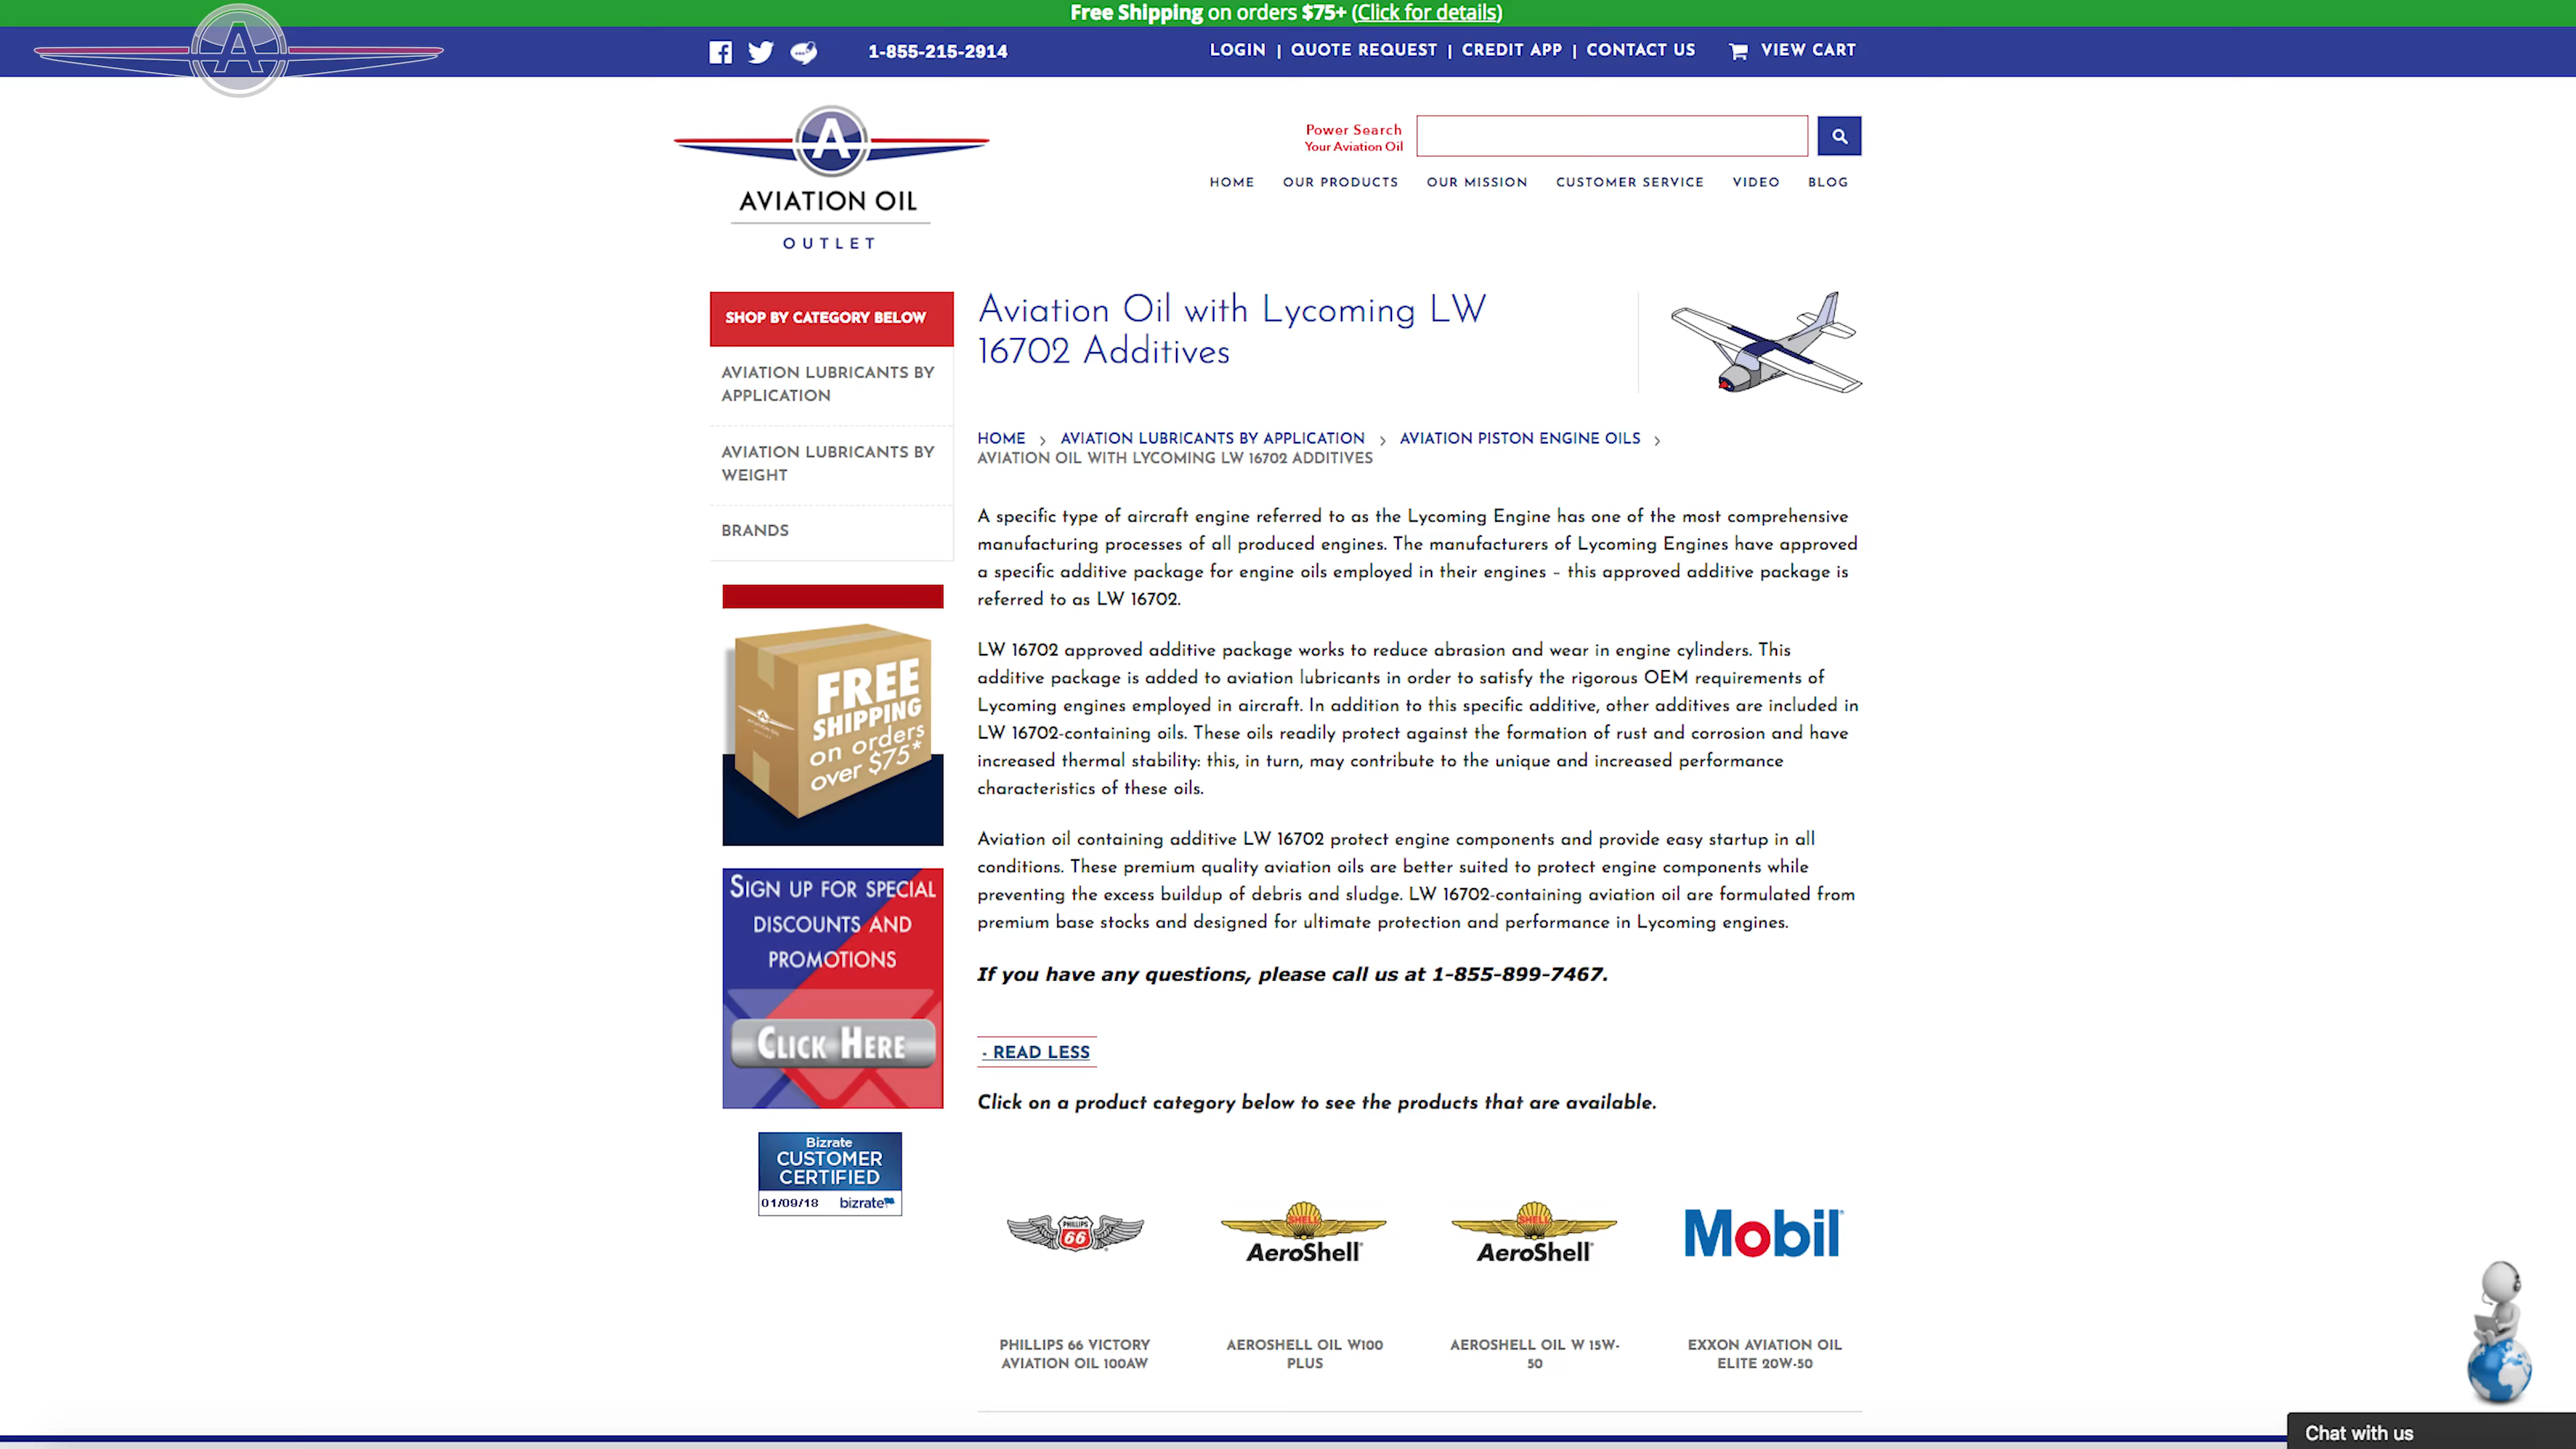 Free Shipping on orders $75+ (Click for details)
A
1-855-215-2914
LOGIN | QUOTE REQUEST | CREDIT APP | CONTACT US VIEW CART
A
AVIATION OIL
OUTLET
Power Search
Your Aviation Oil
HOME OUR PRODUCTS OUR MISSION CUSTOMER SERVICE VIDEO BLOG
SHOP BY CATEGORY BELOW
AVIATION LUBRICANTS BY
APPLICATION
AVIATION LUBRICANTS BY
WEIGHT
BRANDS
FREE
SHIPPING
on orders
over $75*
SIGN UP FOR SPECIAL
DISCOUNTS AND
PROMOTIONS
CLICK HERE
Bizrate
CUSTOMER
CERTIFIED
01/09/18 bizrate
Aviation Oil with Lycoming LW
16702 Additives
HOME > AVIATION LUBRICANTS BY APPLICATION > AVIATION PISTON ENGINE OILS >
AVIATION OIL WITH LYCOMING LW 16702 ADDITIVES
A specific type of aircraft engine referred to as the Lycoming Engine has one of the most comprehensive
manufacturing processes of all produced engines. The manufacturers of Lycoming Engines have approved
a specific additive package for engine oils employed in their engines – this approved additive package is
referred to as LW 16702.
LW 16702 approved additive package works to reduce abrasion and wear in engine cylinders. This
additive package is added to aviation lubricants in order to satisfy the rigorous OEM requirements of
Lycoming engines employed in aircraft. In addition to this specific additive, other additives are included in
LW 16702-containing oils. These oils readily protect against the formation of rust and corrosion and have
increased thermal stability: this, in turn, may contribute to the unique and increased performance
characteristics of these oils.
Aviation oil containing additive LW 16702 protect engine components and provide easy startup in all
conditions. These premium quality aviation oils are better suited to protect engine components while
preventing the excess buildup of debris and sludge. LW 16702-containing aviation oil are formulated from
premium base stocks and designed for ultimate protection and performance in Lycoming engines.
If you have any questions, please call us at 1-855-899-7467.
- READ LESS
Click on a product category below to see the products that are available.
PHILLIPS
66
SHELL
AeroShell
SHELL
AeroShell
Mobil
PHILLIPS 66 VICTORY
AVIATION OIL 100AW
AEROSHELL OIL W100
PLUS
AEROSHELL OIL W 15W-
50
EXXON AVIATION OIL
ELITE 20W-50
Chat with us